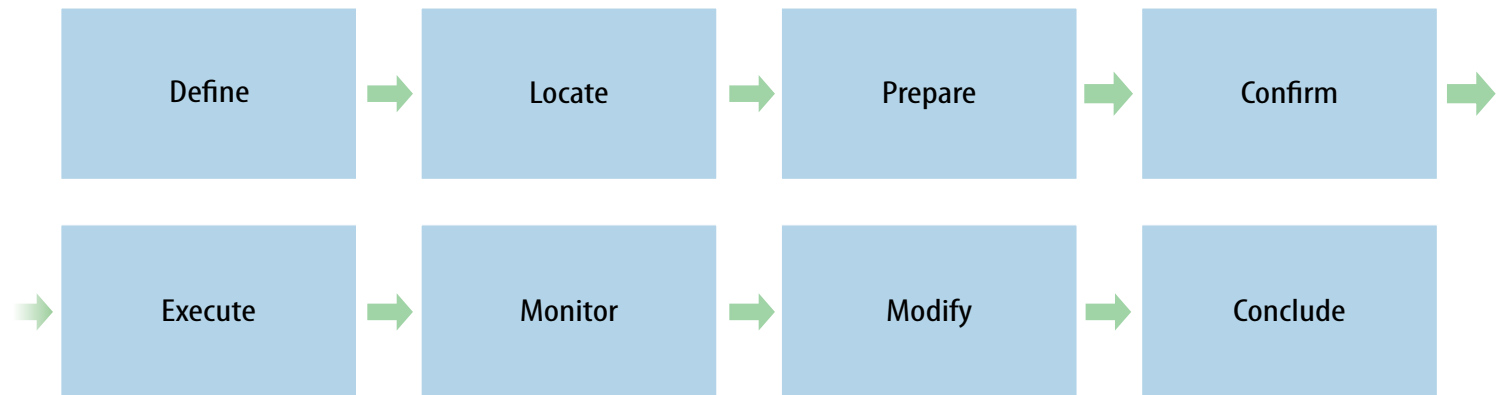 Define
Locate
Prepare
Confirm
Execute
Monitor
Modify
Conclude